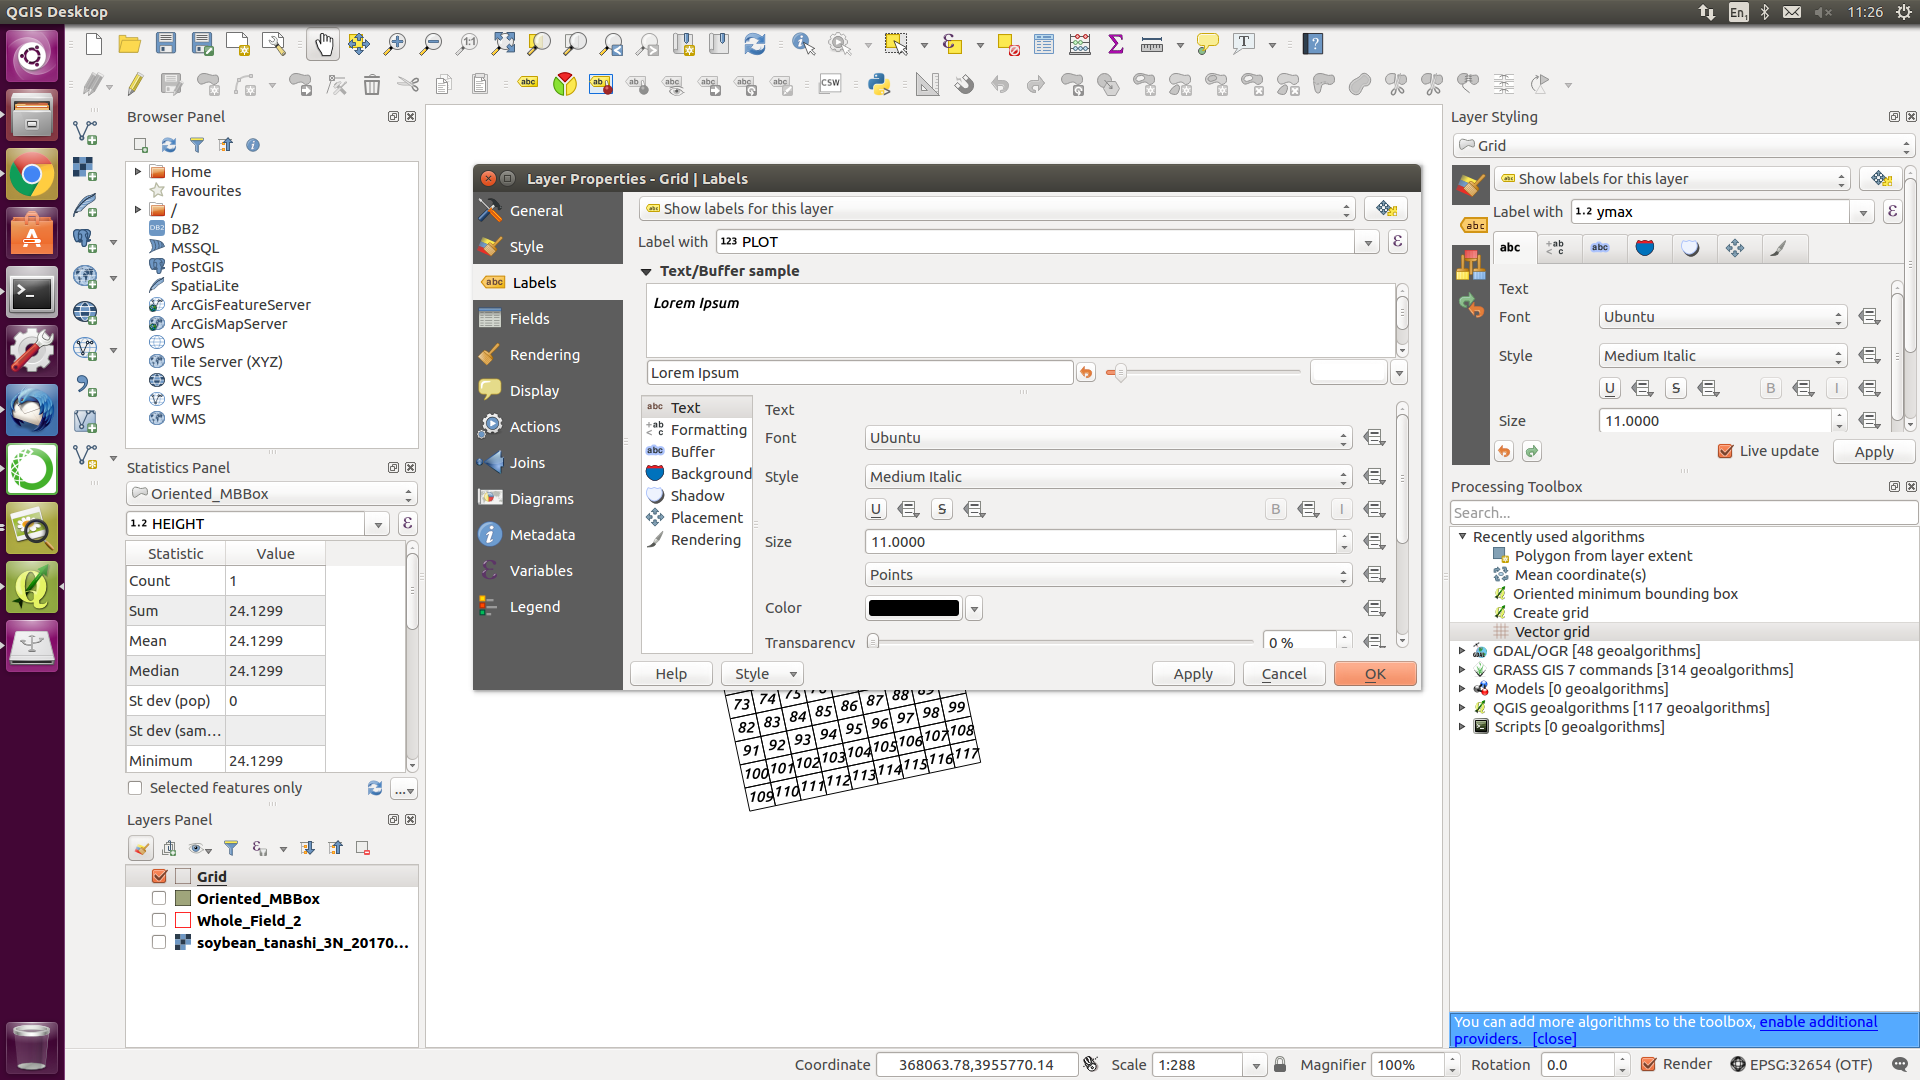 QGIS Desktop
En1
11:26
Browser Panel
Home
Favourites
/
DB2
MSSQL
PostGIS
SpatiaLite
ArcGisFeatureServer
ArcGisMapServer
OWS
Tile Server (XYZ)
WCS
WFS
WMS
Statistics Panel
Oriented_MBBox
1.2 HEIGHT
Statistic Value
Count 1
Sum 24.1299
Mean 24.1299
Median 24.1299
St dev (pop) 0
St dev (sam...
Minimum 24.1299
Selected features only
...
Layers Panel
Grid
Oriented_MBBox
Whole_Field_2
soybean_tanashi_3N_20170...
Layer Properties - Grid | Labels
General
Style
Labels
Fields
Rendering
Display
Actions
Joins
Diagrams
Metadata
Variables
Legend
Show labels for this layer
Label with 123 PLOT
Text/Buffer sample
Lorem Ipsum
Lorem Ipsum
Text
Formatting
Buffer
Background
Shadow
Placement
Rendering
Text
Font Ubuntu
Style Medium Italic
U S B I
Size 11.0000
Points
Color
Transparency 0 %
Help Style Apply Cancel OK
73 74 75 86 87 88 89
82 83 84 85 96 97 98 99
91 92 93 94 95 106 107 108
100 101 102 103 104 105 115 116 117
109 110 111 112 113 114
Layer Styling
Grid
Show labels for this layer
Label with 1.2 ymax
abc
Text
Font Ubuntu
Style Medium Italic
U S B I
Size 11.0000
Live update Apply
Processing Toolbox
Search...
Recently used algorithms
Polygon from layer extent
Mean coordinate(s)
Oriented minimum bounding box
Create grid
Vector grid
GDAL/OGR [48 geoalgorithms]
GRASS GIS 7 commands [314 geoalgorithms]
Models [0 geoalgorithms]
QGIS geoalgorithms [117 geoalgorithms]
Scripts [0 geoalgorithms]
You can add more algorithms to the toolbox, enable additional
providers. [close]
Coordinate 368063.78,3955770.14 Scale 1:288 Magnifier 100% Rotation 0.0 Render EPSG:32654 (OTF)